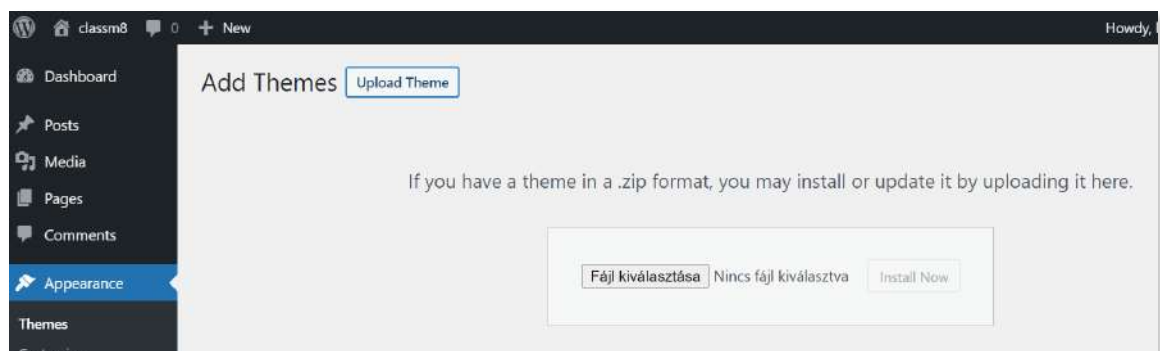 classm8 0 + New Howdy,
Dashboard
Add Themes Upload Theme
Posts
Media
If you have a theme in a .zip format, you may install or update it by uploading it here.
Pages
Comments
Fájl kiválasztása Nincs fájl kiválasztva Install Now
Appearance
Themes